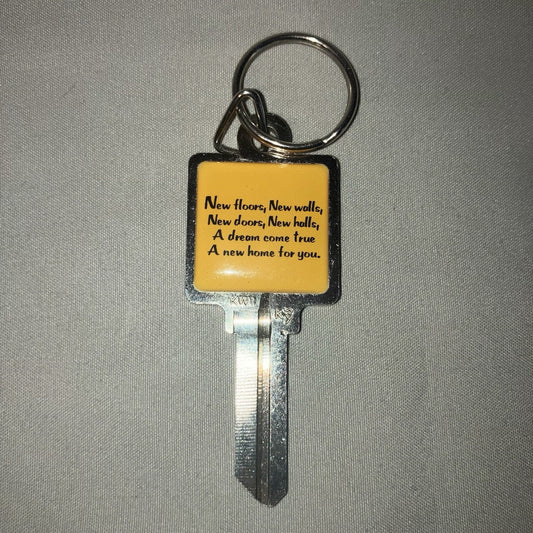 New floors, New walls,
New doors, New halls,
A dream come true
A new home for you.